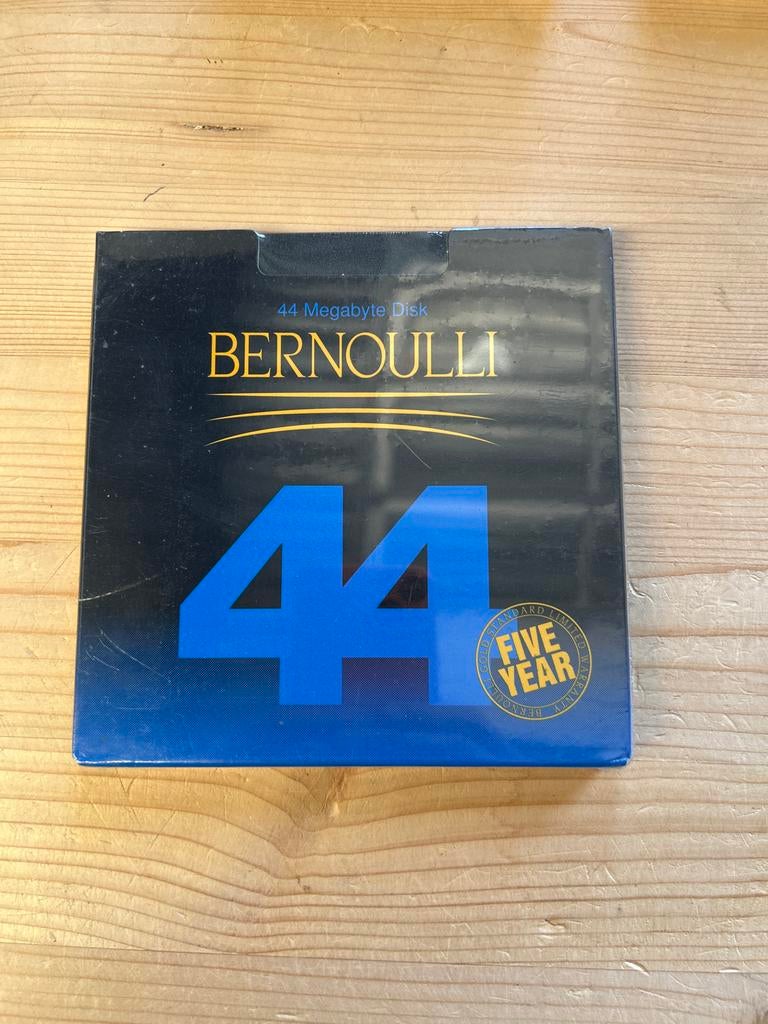 44 Megabyte Disk
BERNOULLI
44
FIVE
YEAR
BERNOULLI GOLD STANDARD LIMITED WARRANTY